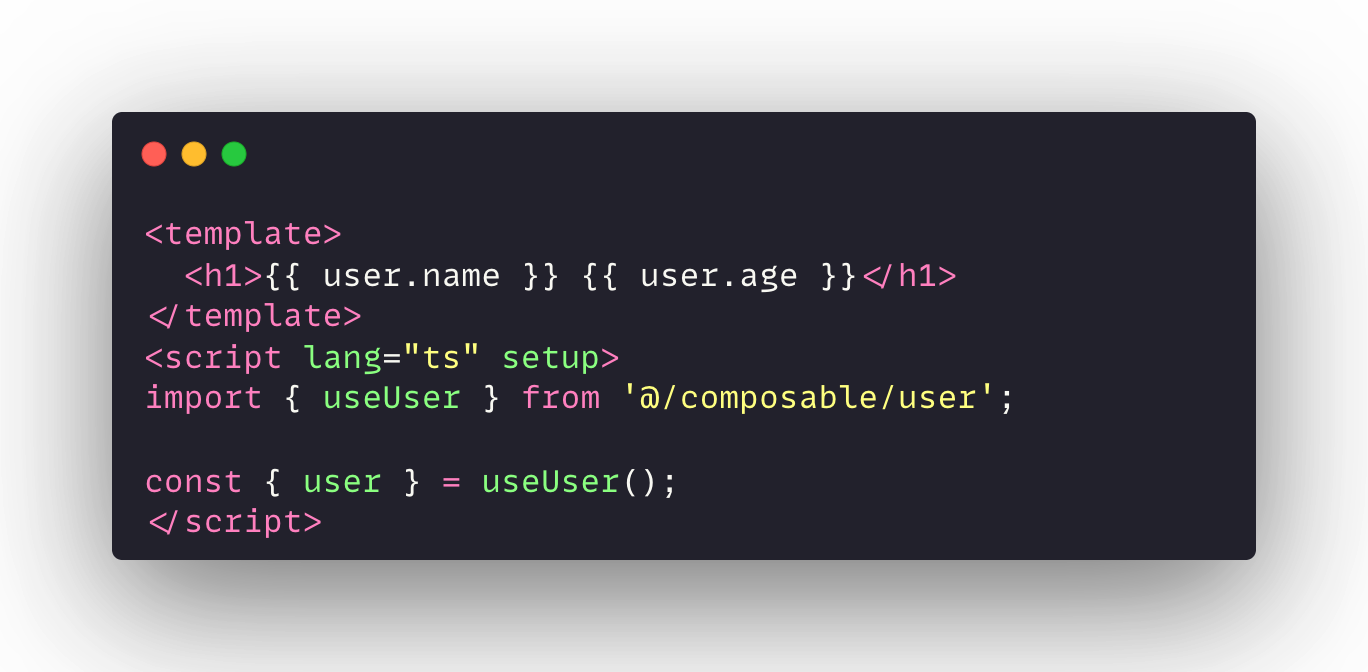 <template>
  <h1>{{ user.name }} {{ user.age }}</h1>
</template>
<script lang="ts" setup>
import { useUser } from '@/composable/user';

const { user } = useUser();
</script>